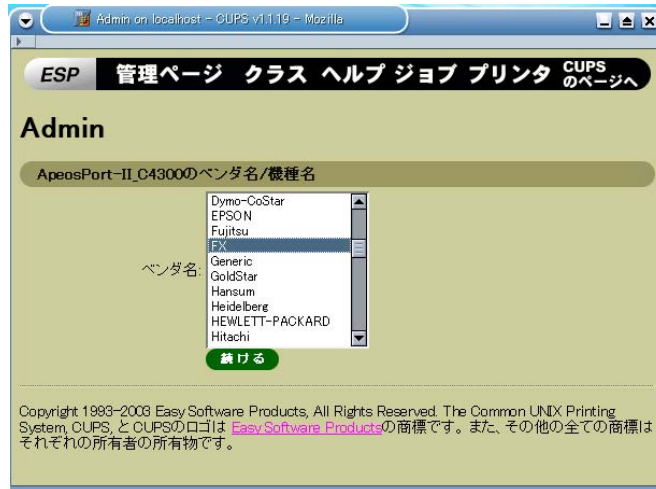 Admin on localhost - CUPS v1.1.19 - Mozilla
ESP 管理ページ クラス ヘルプ ジョブ プリンタ CUPSのページへ
Admin
ApeosPort-II_C4300のベンダ名/機種名
ベンダ名:
Dymo-CoStar
EPSON
Fujitsu
FX
Generic
GoldStar
Hansum
Heidelberg
HEWLETT-PACKARD
Hitachi
続ける
Copyright 1993-2003 Easy Software Products, All Rights Reserved. The Common UNIX Printing
System, CUPS, と CUPSのロゴは Easy Software Productsの商標です。また、その他の全ての商標は
それぞれの所有者の所有物です。